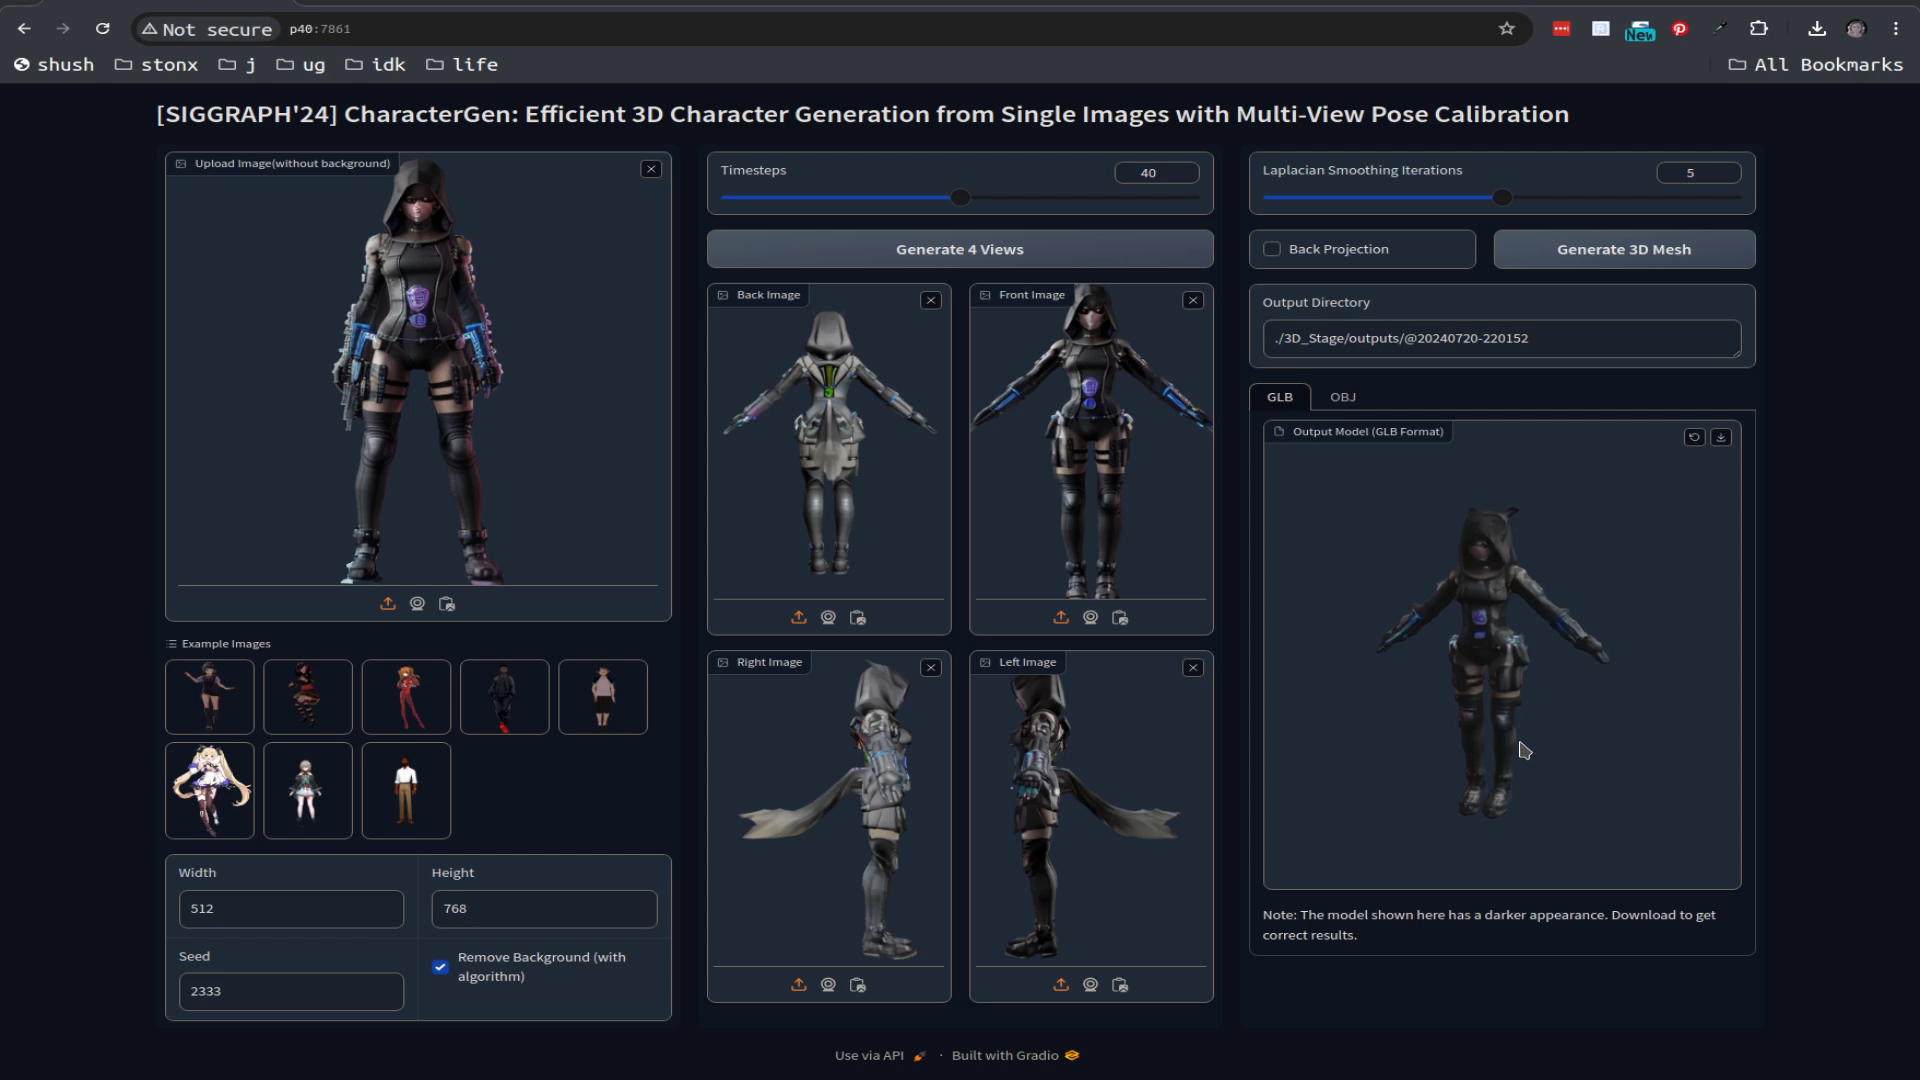 Not secure p40:7861
New
shush stonx j ug idk life All Bookmarks
[SIGGRAPH'24] CharacterGen: Efficient 3D Character Generation from Single Images with Multi-View Pose Calibration
Upload Image(without background)
Example Images
Width
512
Height
768
Seed
2333
Remove Background (with
algorithm)
Timesteps
40
Generate 4 Views
Back Image
Front Image
Right Image
Left Image
Laplacian Smoothing Iterations
5
Back Projection
Generate 3D Mesh
Output Directory
./3D_Stage/outputs/@20240720-220152
GLB OBJ
Output Model (GLB Format)
Note: The model shown here has a darker appearance. Download to get
correct results.
Use via API · Built with Gradio